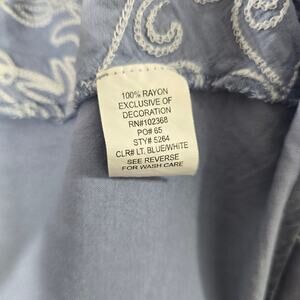 100% RAYON
EXCLUSIVE OF
DECORATION
RN#102368
PO# 65
STY# 5264
CLR# LT. BLUE/WHITE
SEE REVERSE
FOR WASH CARE